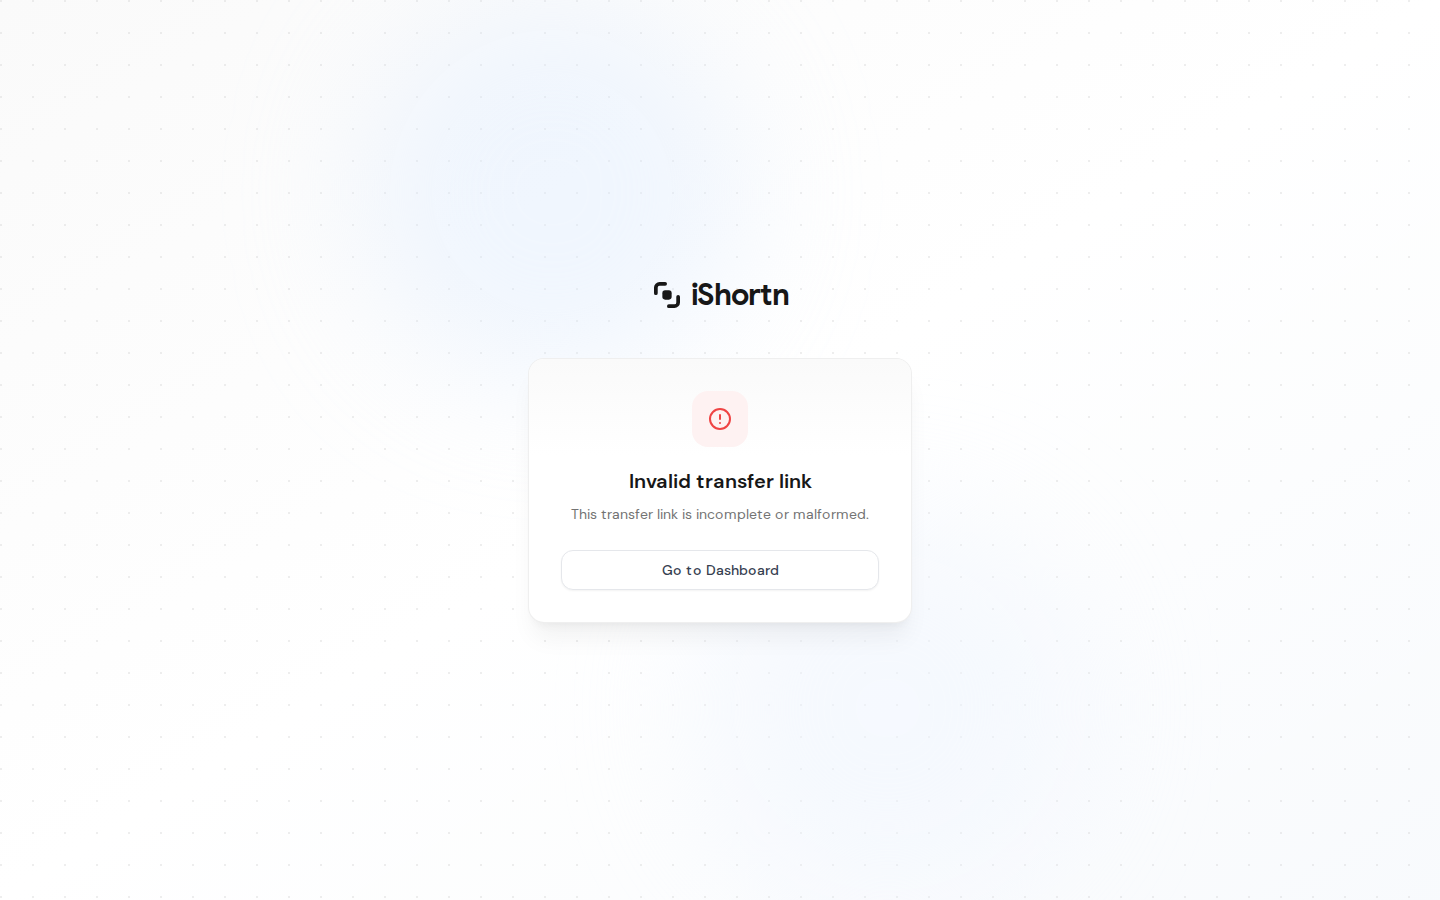 iShortn
Invalid transfer link
This transfer link is incomplete or malformed.
Go to Dashboard